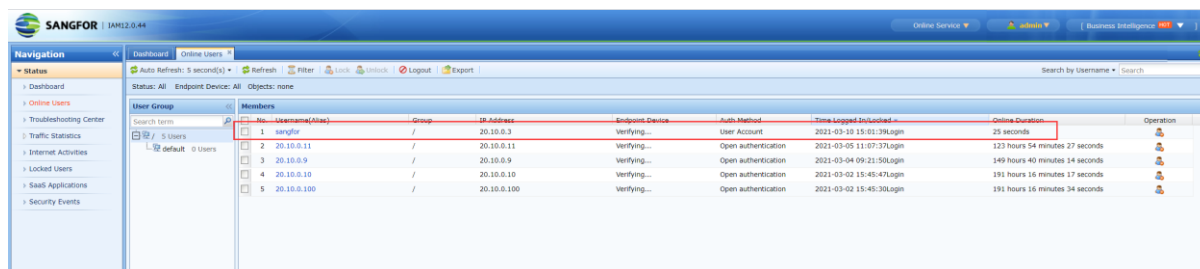 SANGFOR | IAM12.0.44
Online Service
admin
[ Business Intelligence HOT ]
Navigation
Dashboard
Online Users
Status
Auto Refresh: 5 second(s) Refresh Filter Lock Unlock Logout Export
Search by Username Search
Dashboard
Status: All Endpoint Device: All Objects: none
Online Users
User Group
Members
Troubleshooting Center
Search term
No. Username(Alias) Group IP Address Endpoint Device Auth Method Time Logged In/Locked Online Duration Operation
/ 5 Users
1 sangfor / 20.10.0.3 Verifying... User Account 2021-03-10 15:01:39Login 25 seconds
Traffic Statistics
default 0 Users
2 20.10.0.11 / 20.10.0.11 Verifying... Open authentication 2021-03-05 11:07:37Login 123 hours 54 minutes 27 seconds
Internet Activities
3 20.10.0.9 / 20.10.0.9 Verifying... Open authentication 2021-03-04 09:21:50Login 149 hours 40 minutes 14 seconds
Locked Users
4 20.10.0.10 / 20.10.0.10 Verifying... Open authentication 2021-03-02 15:45:47Login 191 hours 16 minutes 17 seconds
SaaS Applications
5 20.10.0.100 / 20.10.0.100 Verifying... Open authentication 2021-03-02 15:45:30Login 191 hours 16 minutes 34 seconds
Security Events